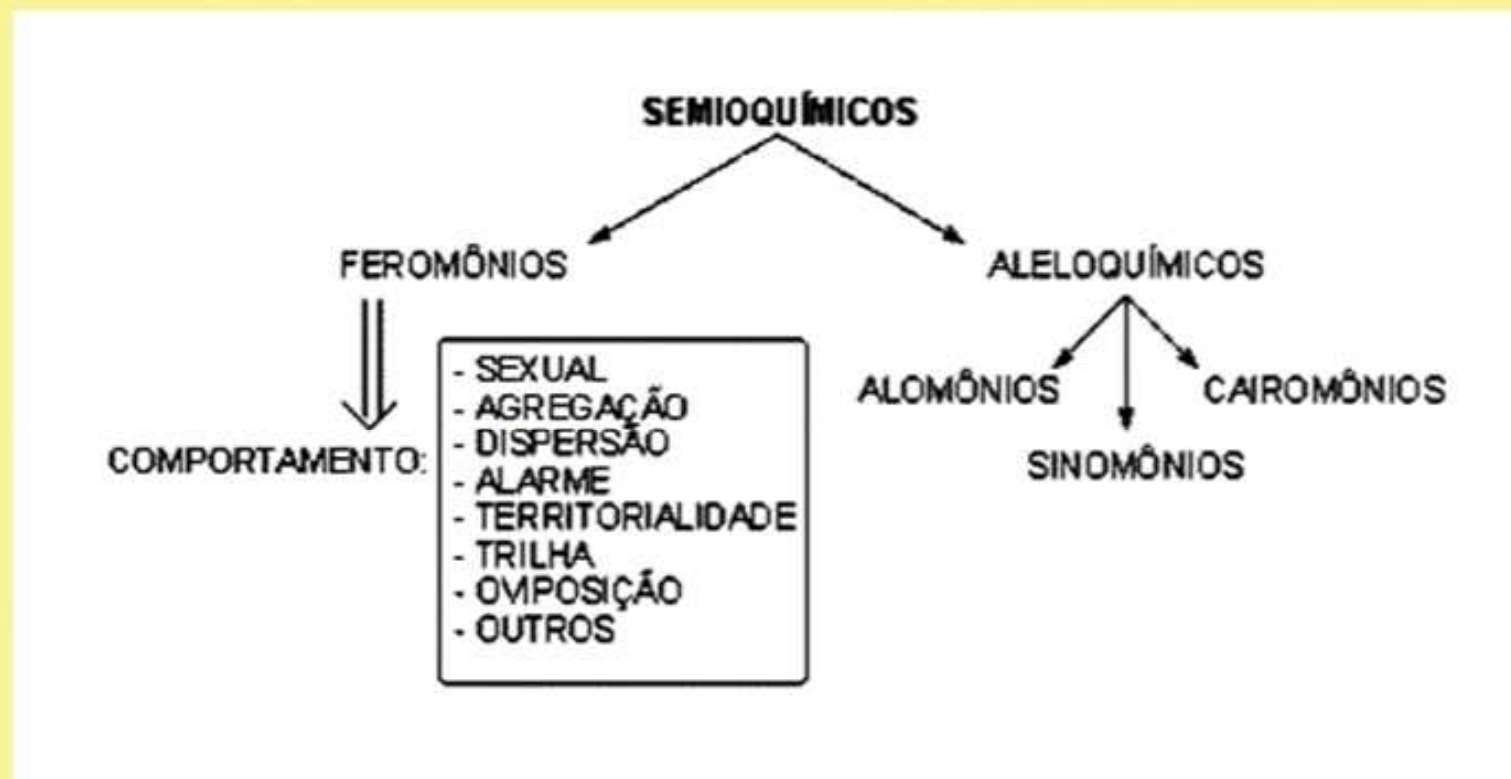 SEMIOQUÍMICOS
FEROMÔNIOS
ALELOQUÍMICOS
COMPORTAMENTO:
- SEXUAL
- AGREGAÇÃO
- DISPERSÃO
- ALARME
- TERRITORIALIDADE
- TRILHA
- OVIPOSIÇÃO
- OUTROS
ALOMÔNIOS
CAIROMÔNIOS
SINOMÔNIOS